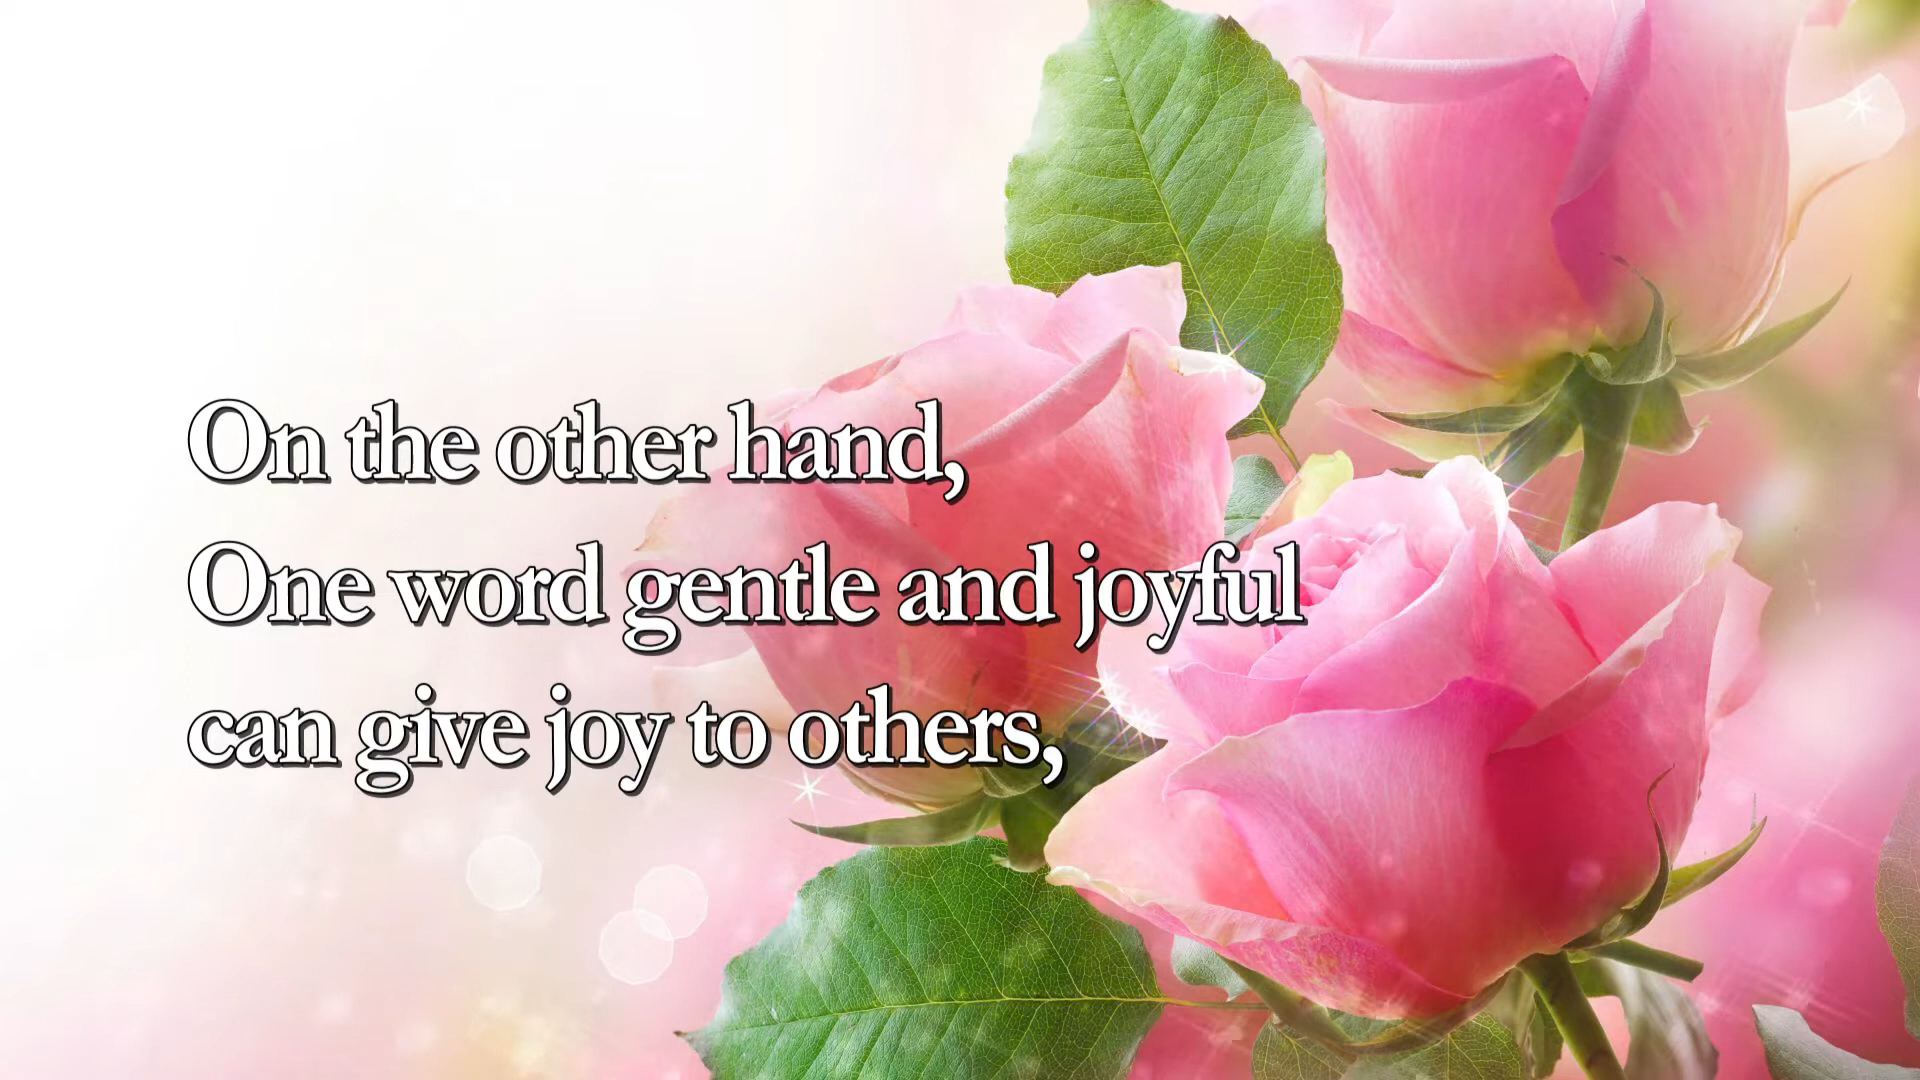 On the other hand,
One word gentle and joyful
can give joy to others,